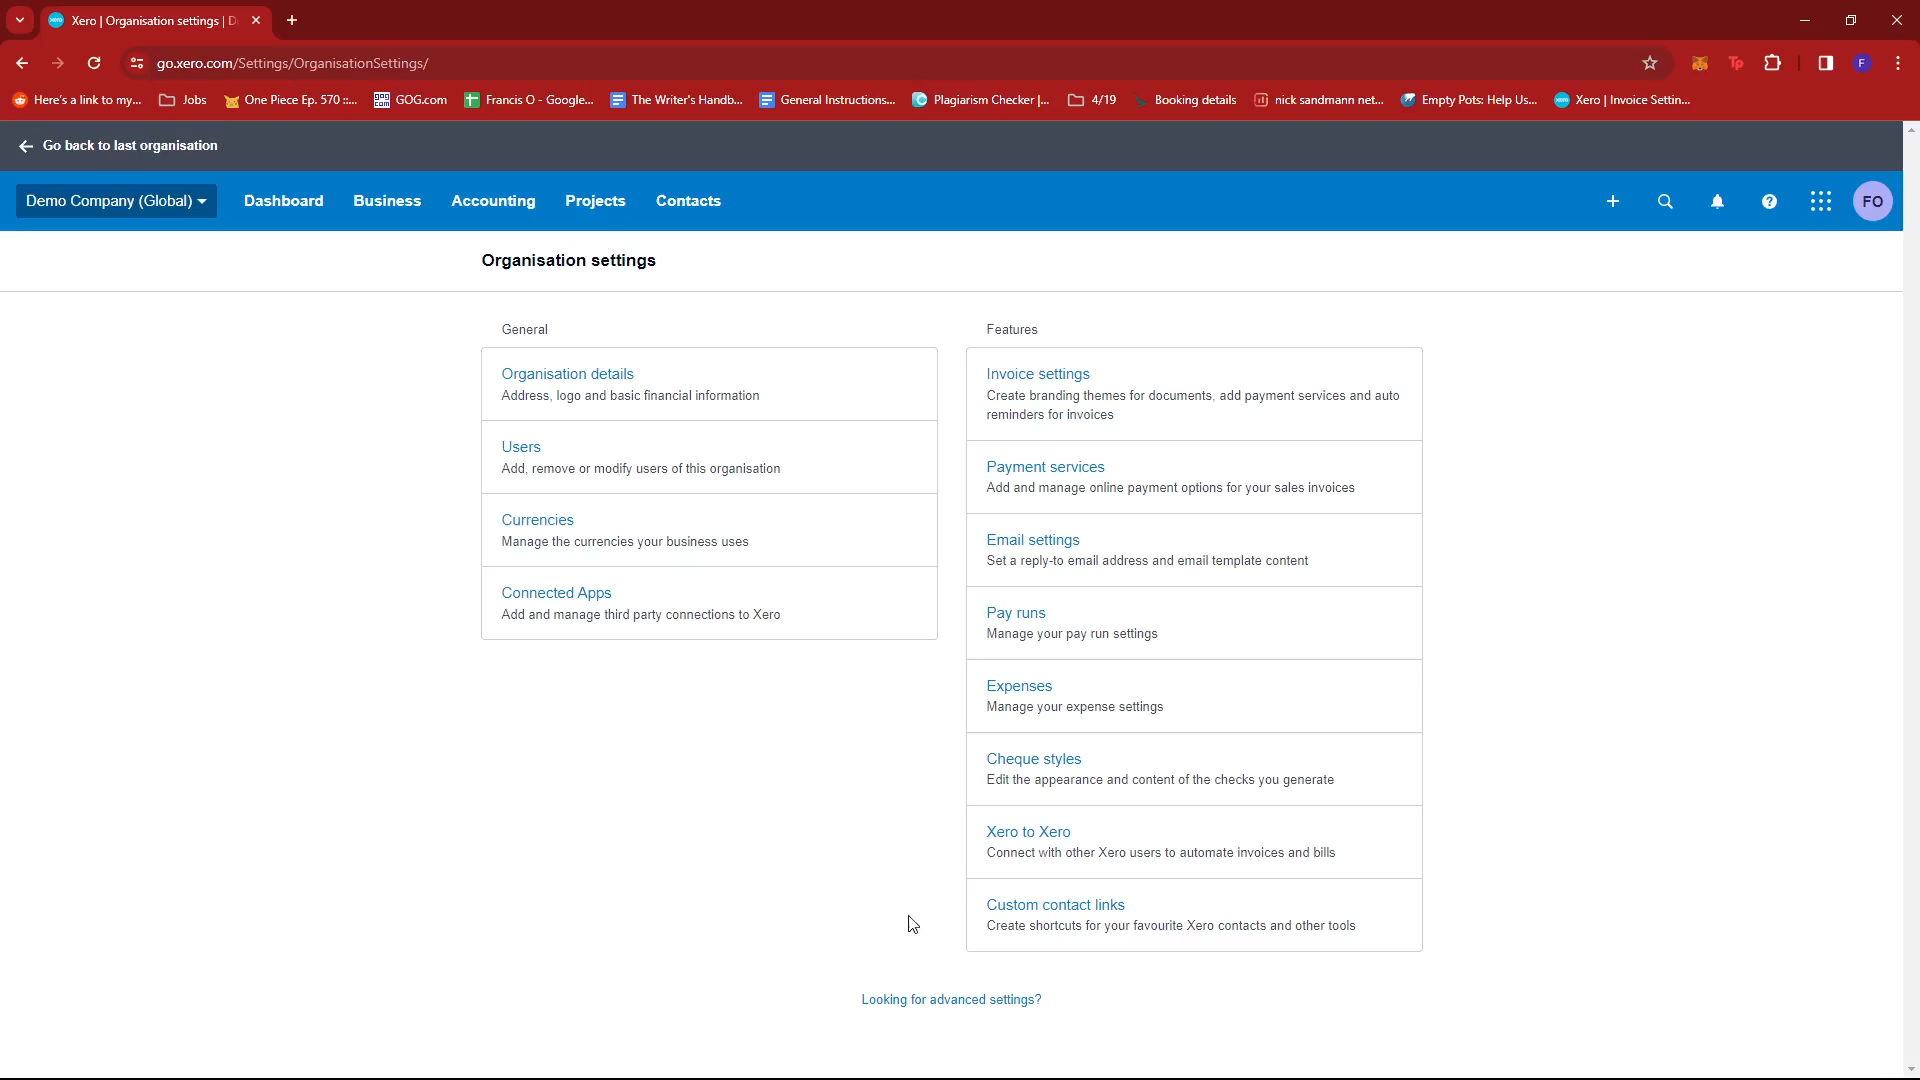 Xero | Organisation settings | D
go.xero.com/Settings/OrganisationSettings/
Here's a link to my...
Jobs
One Piece Ep. 570 ::...
GOG.com
Francis O - Google...
The Writer's Handb...
General Instructions...
Plagiarism Checker |...
4/19
Booking details
nick sandmann net...
Empty Pots: Help Us...
Xero | Invoice Settin...
Go back to last organisation
Demo Company (Global)
Dashboard
Business
Accounting
Projects
Contacts
FO
Organisation settings
General
Organisation details
Address, logo and basic financial information
Users
Add, remove or modify users of this organisation
Currencies
Manage the currencies your business uses
Connected Apps
Add and manage third party connections to Xero
Features
Invoice settings
Create branding themes for documents, add payment services and auto
reminders for invoices
Payment services
Add and manage online payment options for your sales invoices
Email settings
Set a reply-to email address and email template content
Pay runs
Manage your pay run settings
Expenses
Manage your expense settings
Cheque styles
Edit the appearance and content of the checks you generate
Xero to Xero
Connect with other Xero users to automate invoices and bills
Custom contact links
Create shortcuts for your favourite Xero contacts and other tools
Looking for advanced settings?